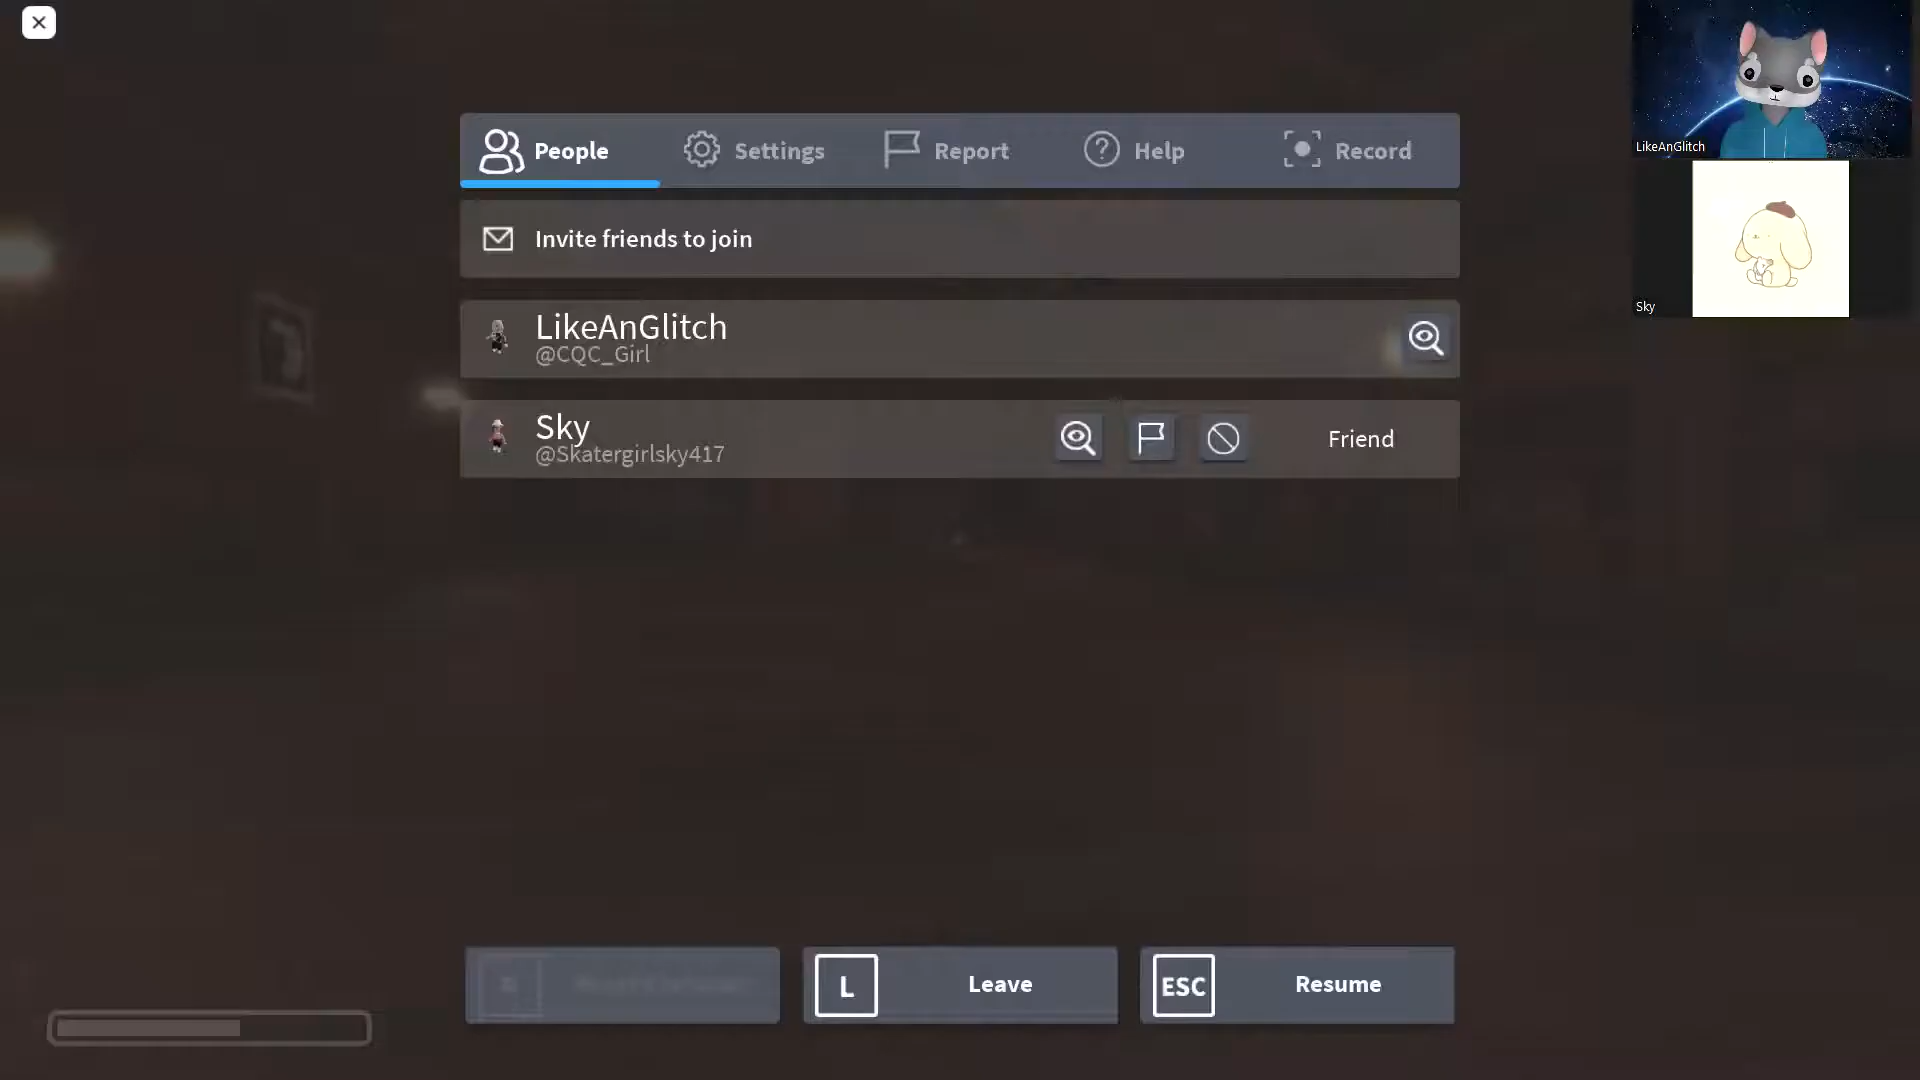 People
Settings
Report
Help
Record
Invite friends to join
LikeAnGlitch
@CQC_Girl
Sky
@Skatergirlsky417
Friend
L
Leave
ESC
Resume
LikeAnGlitch
Sky